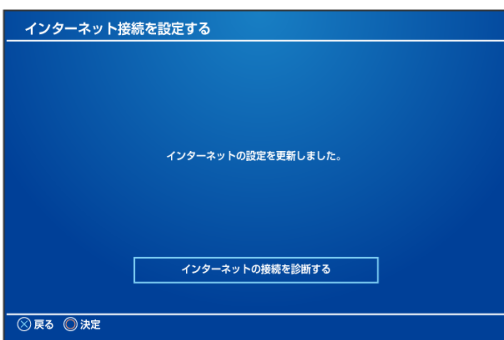 インターネット接続を設定する
インターネットの設定を更新しました。
インターネットの接続を診断する
戻る 決定